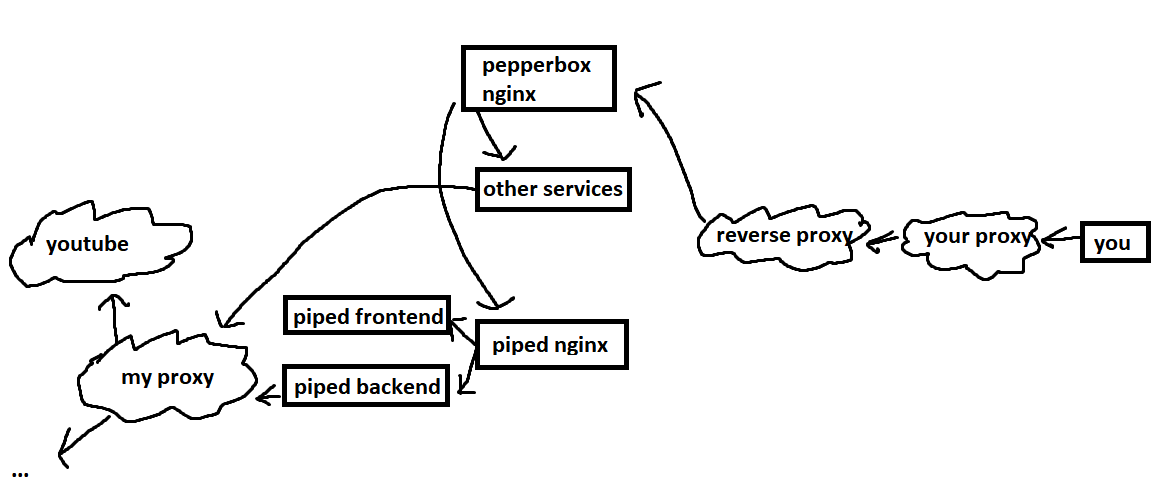 pepperbox
nginx
other services
youtube
reverse proxy
your proxy
you
piped frontend
piped nginx
my proxy
piped backend
...